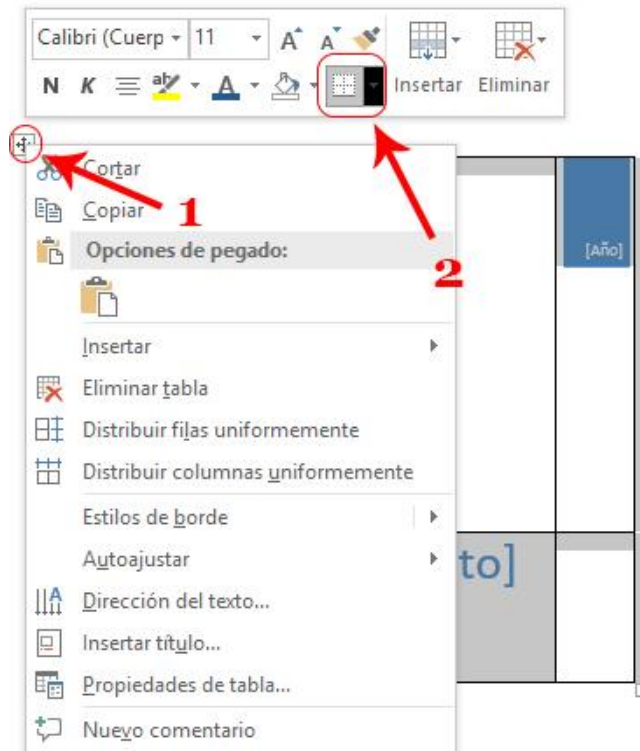 Calibri (Cuerp 11 A A
N K aby A Insertar Eliminar
Cortar
1
Copiar
Opciones de pegado:
2
[Año]
Insertar
Eliminar tabla
Distribuir filas uniformemente
Distribuir columnas uniformemente
Estilos de borde
Autoajustar
to]
Dirección del texto...
Insertar título...
Propiedades de tabla...
Nuevo comentario